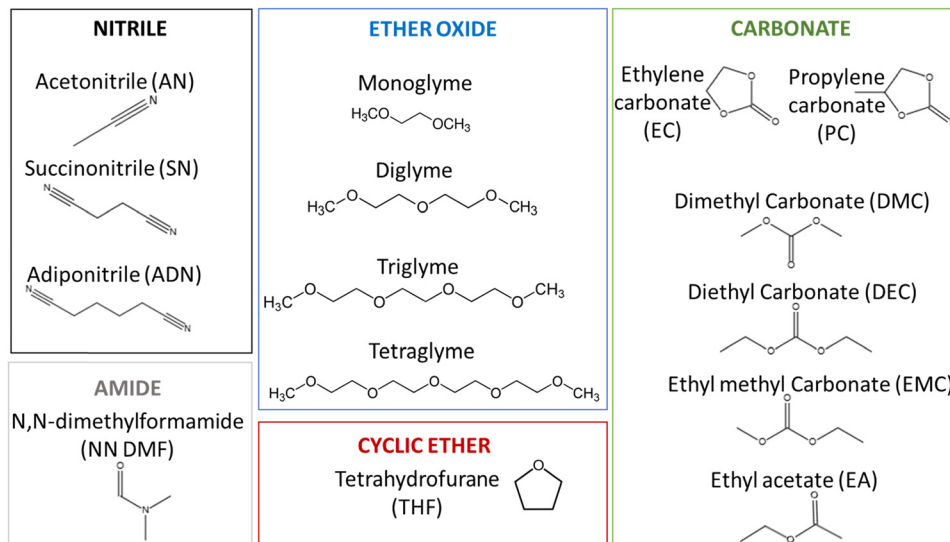 NITRILE
Acetonitrile (AN)
N
Succinonitrile (SN)
N
N
Adiponitrile (ADN)
N
N
AMIDE
N,N-dimethylformamide
(NN DMF)
O
N
ETHER OXIDE
Monoglyme
H₃CO
OCH₃
Diglyme
O O
H₃C O CH₃
Triglyme
O O CH₃
H₃C O O
Tetraglyme
O O O
H₃C O O CH₃
CYCLIC ETHER
Tetrahydrofurane
(THF)
O
CARBONATE
Ethylene
carbonate
(EC)
O
O
O
Propylene
carbonate
(PC)
O
O
Dimethyl Carbonate (DMC)
O O
O
Diethyl Carbonate (DEC)
O
O O
Ethyl methyl Carbonate (EMC)
O
O O
Ethyl acetate (EA)
O
O